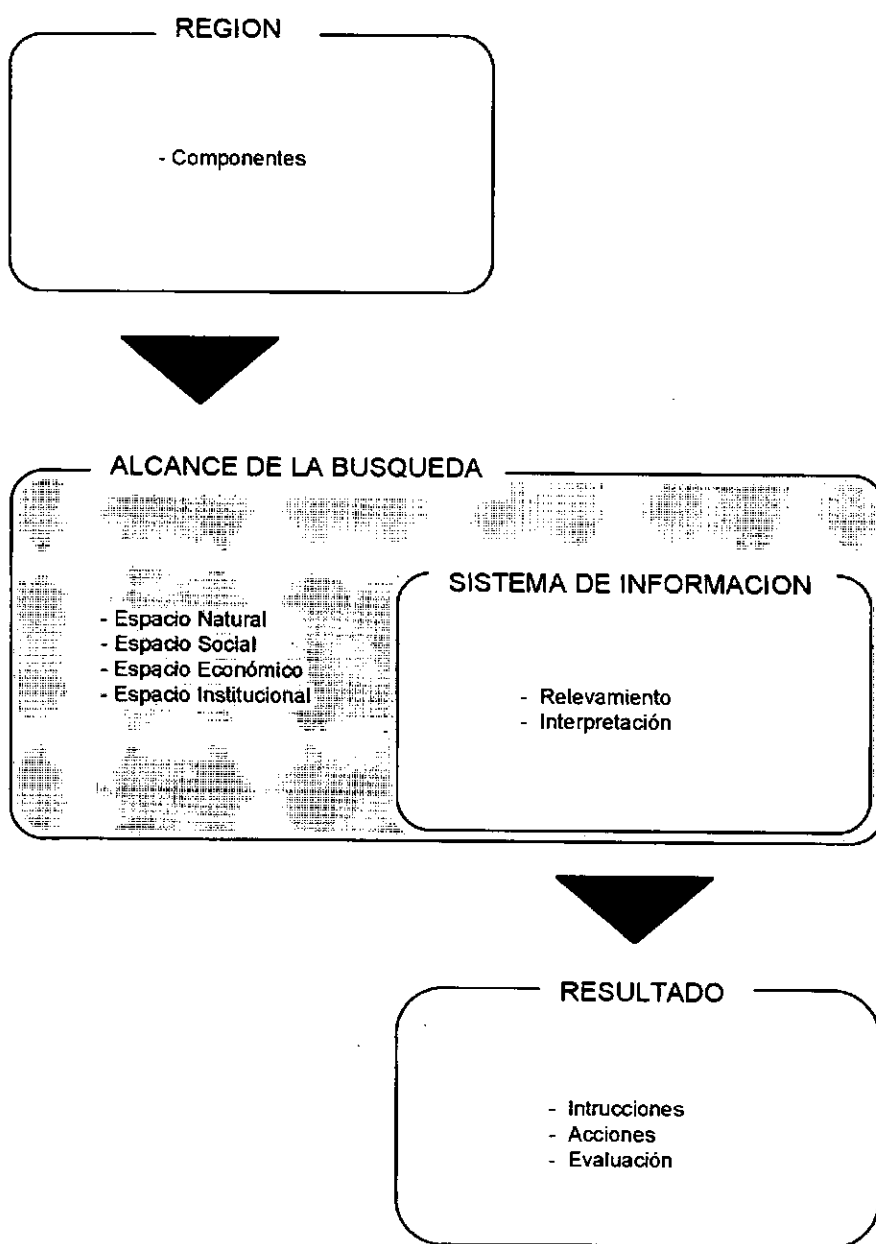 REGION
- Componentes
ALCANCE DE LA BUSQUEDA
- Espacio Natural
- Espacio Social
- Espacio Económico
- Espacio Institucional
SISTEMA DE INFORMACION
- Relevamiento
- Interpretación
RESULTADO
- Intrucciones
- Acciones
- Evaluación